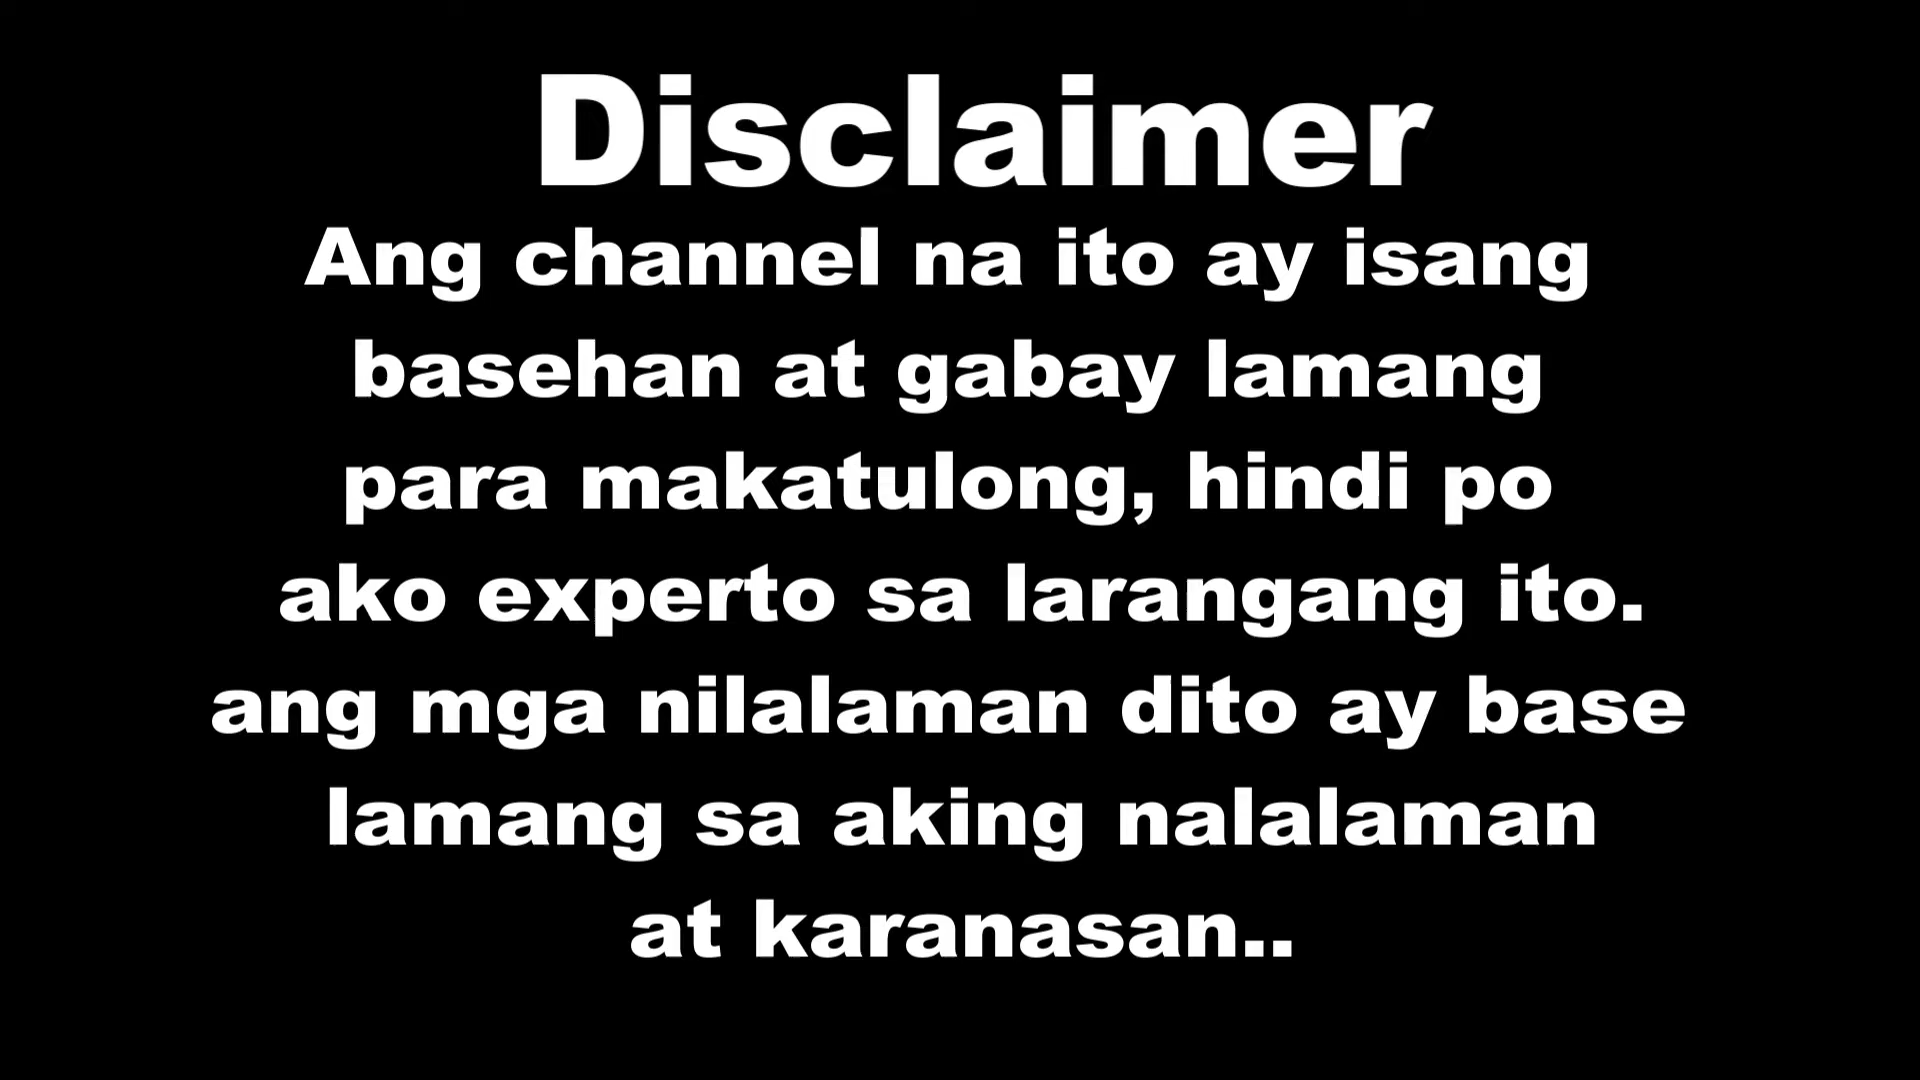 Disclaimer
Ang channel na ito ay isang
basehan at gabay lamang
para makatulong, hindi po
ako experto sa larangang ito.
ang mga nilalaman dito ay base
lamang sa aking nalalaman
at karanasan..